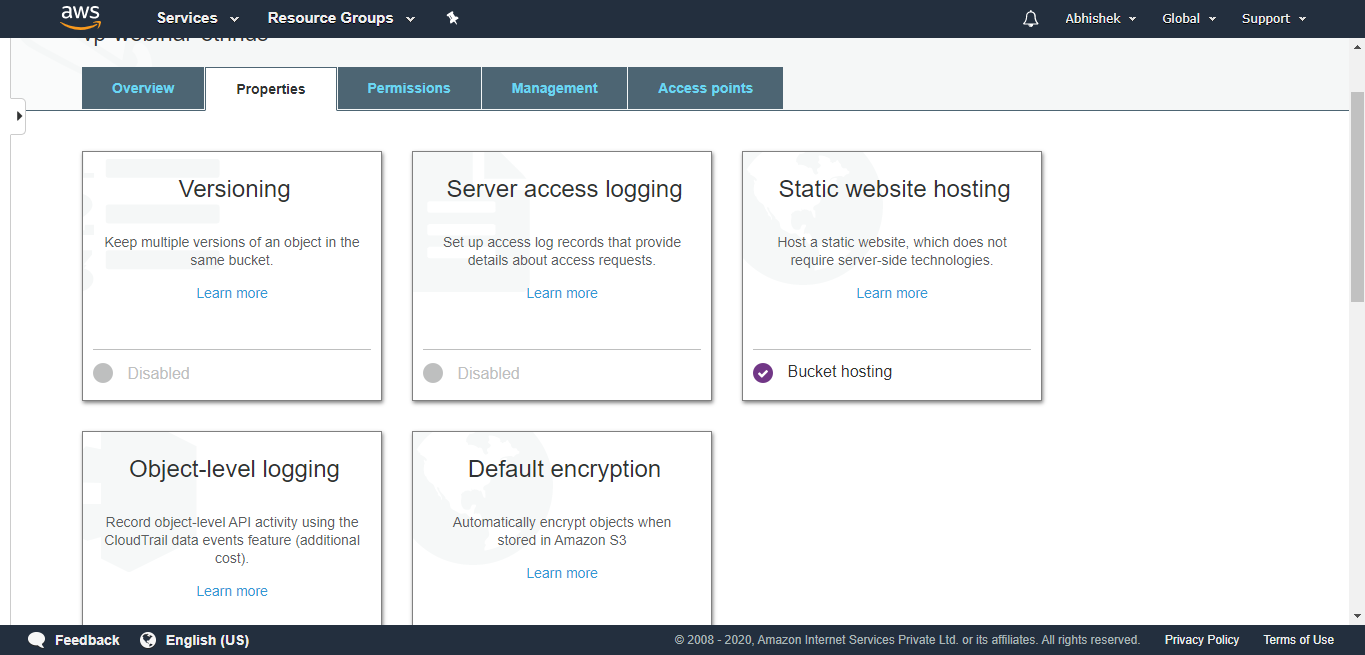 aws Services Resource Groups Abhishek Global Support
Overview Properties Permissions Management Access points
Versioning
Keep multiple versions of an object in the
same bucket.
Learn more
Disabled
Server access logging
Set up access log records that provide
details about access requests.
Learn more
Disabled
Static website hosting
Host a static website, which does not
require server-side technologies.
Learn more
Bucket hosting
Object-level logging
Record object-level API activity using the
CloudTrail data events feature (additional
cost).
Learn more
Default encryption
Automatically encrypt objects when
stored in Amazon S3
Learn more
Feedback English (US) © 2008 - 2020, Amazon Internet Services Private Ltd. or its affiliates. All rights reserved. Privacy Policy Terms of Use